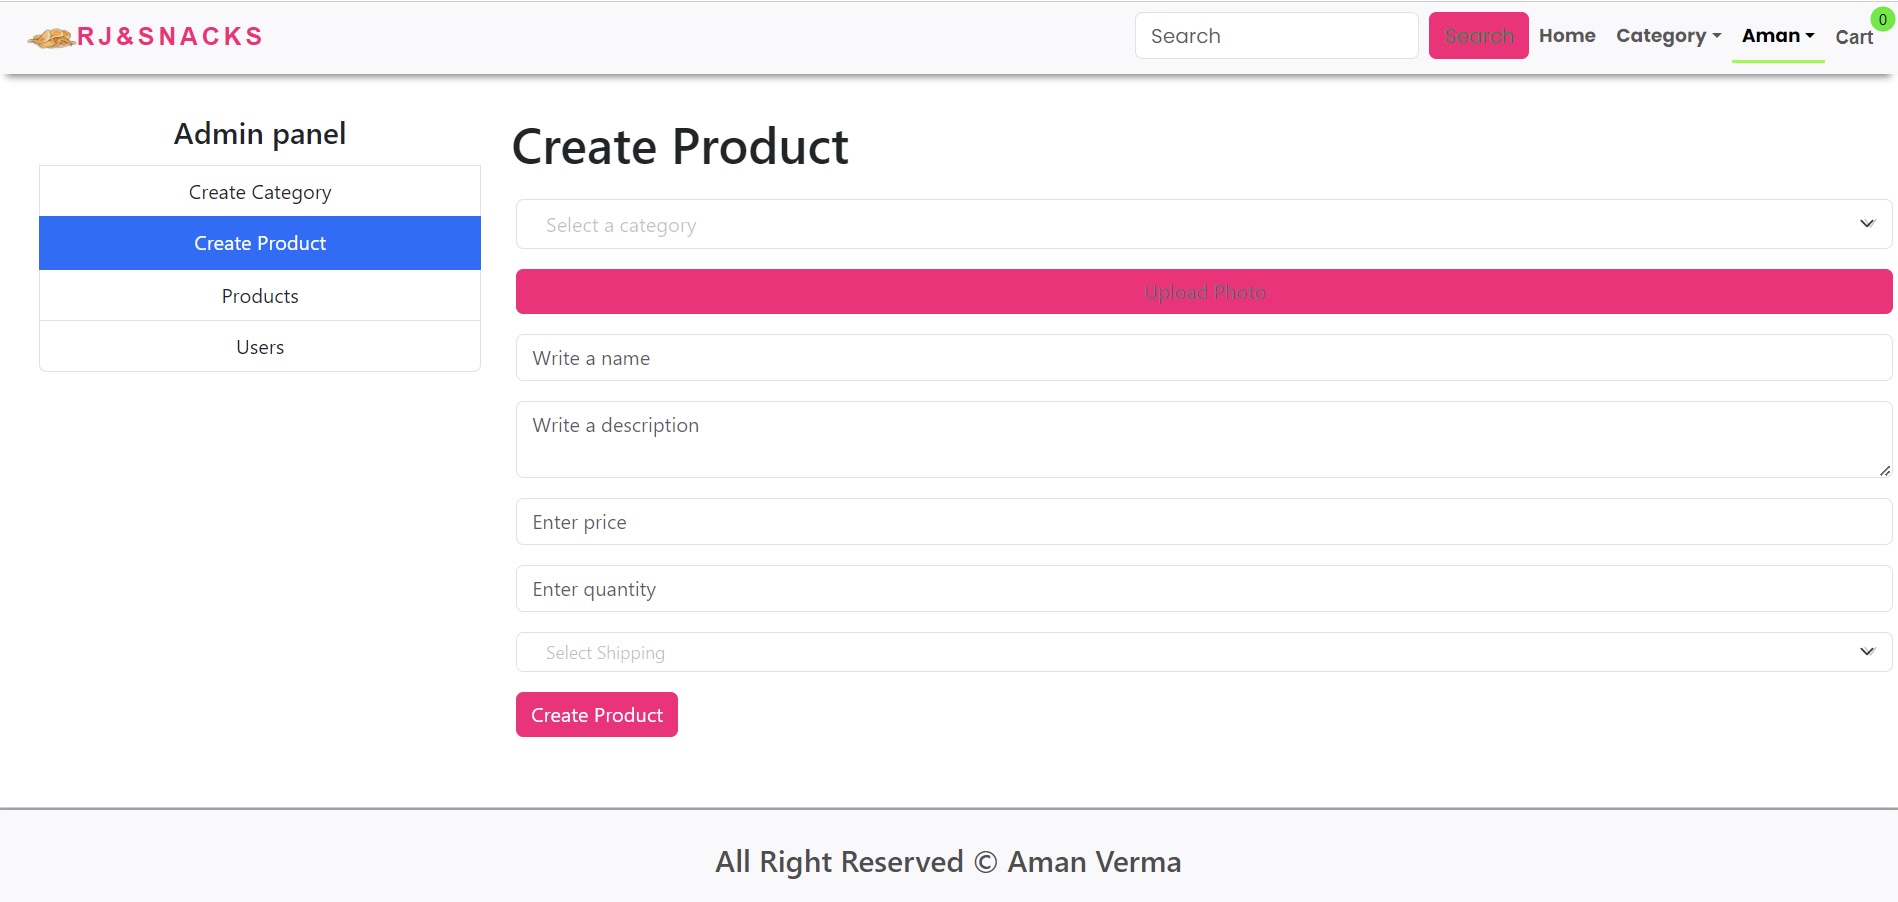 RJ&SNACKS
Search
Search
Home
Category
Aman
Cart
0
Admin panel
Create Category
Create Product
Products
Users
Create Product
Select a category
Upload Photo
Write a name
Write a description
Enter price
Enter quantity
Select Shipping
Create Product
All Right Reserved © Aman Verma